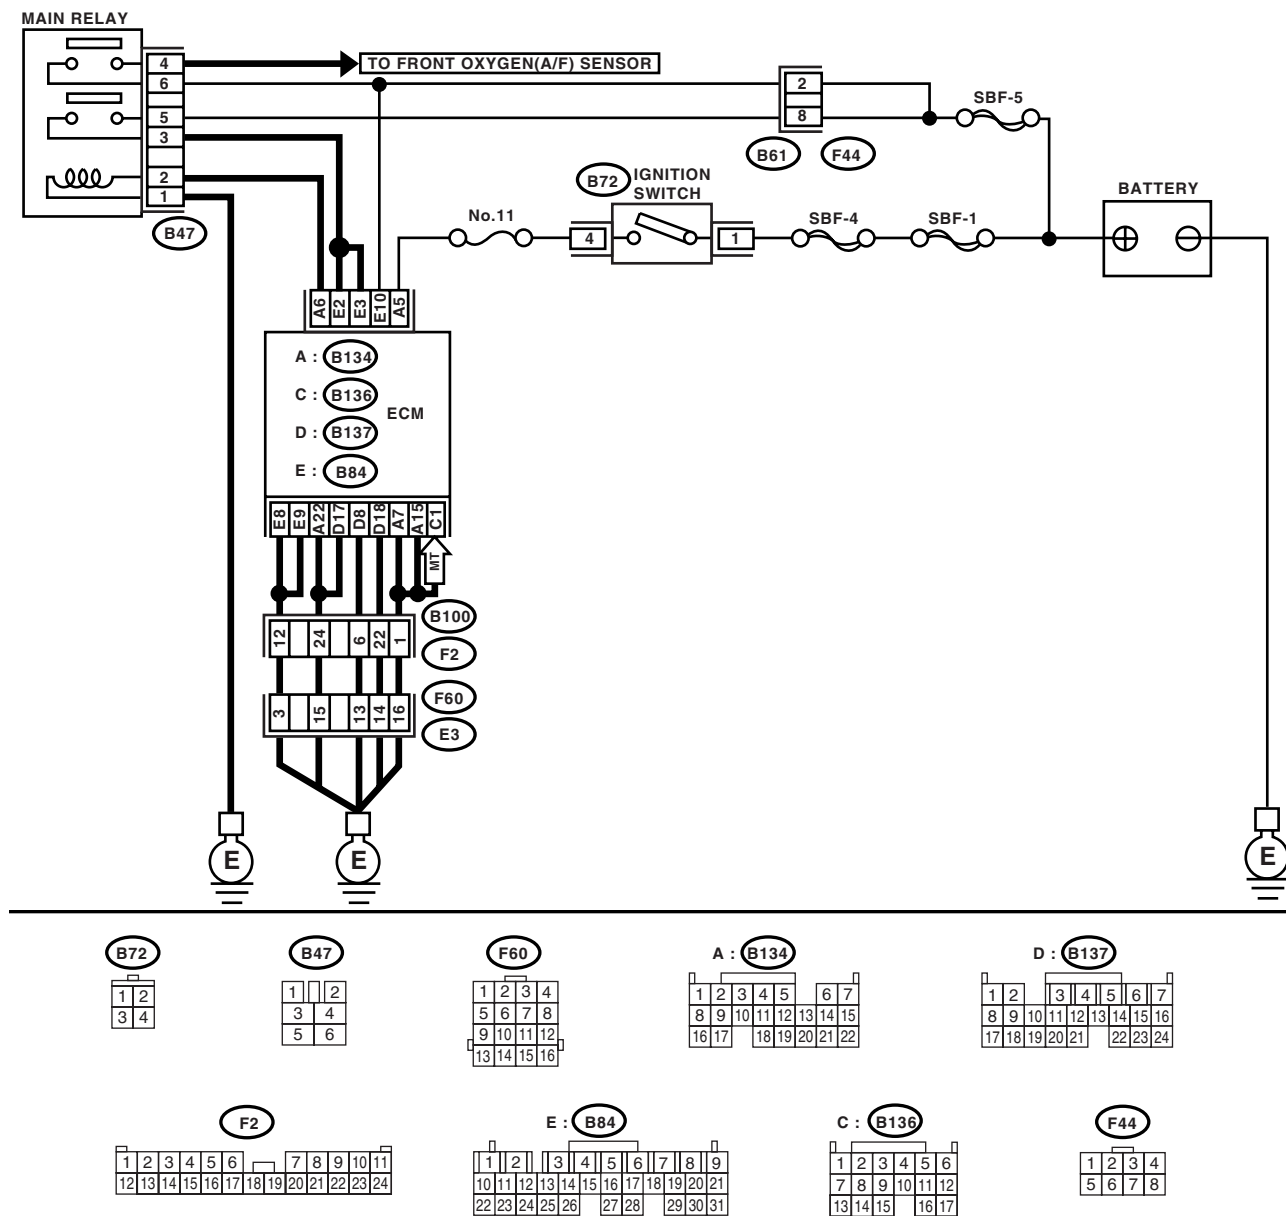 MAIN RELAY
4
6
5
3
2
1
B47
TO FRONT OXYGEN(A/F) SENSOR
2
8
B61
F44
SBF-5
B72
IGNITION
SWITCH
No.11
4
1
SBF-4
SBF-1
BATTERY
A6
E2
E3
E10
A5
A : B134
C : B136
D : B137
E : B84
ECM
E8
E9
A22
D17
D8
D18
A7
A15
C1
MT
B100
12
24
6
22
1
F2
F60
3
15
13
14
16
E3
E
E
E
B72
1 2
3 4
B47
1 2
3 4
5 6
F60
1 2 3 4
5 6 7 8
9 10 11 12
13 14 15 16
A : B134
1 2 3 4 5 6 7
8 9 10 11 12 13 14 15
16 17 18 19 20 21 22
D : B137
1 2 3 4 5 6 7
8 9 10 11 12 13 14 15 16
17 18 19 20 21 22 23 24
F2
1 2 3 4 5 6 7 8 9 10 11
12 13 14 15 16 17 18 19 20 21 22 23 24
E : B84
1 2 3 4 5 6 7 8 9
10 11 12 13 14 15 16 17 18 19 20 21
22 23 24 25 26 27 28 29 30 31
C : B136
1 2 3 4 5 6
7 8 9 10 11 12
13 14 15 16 17
F44
1 2 3 4
5 6 7 8